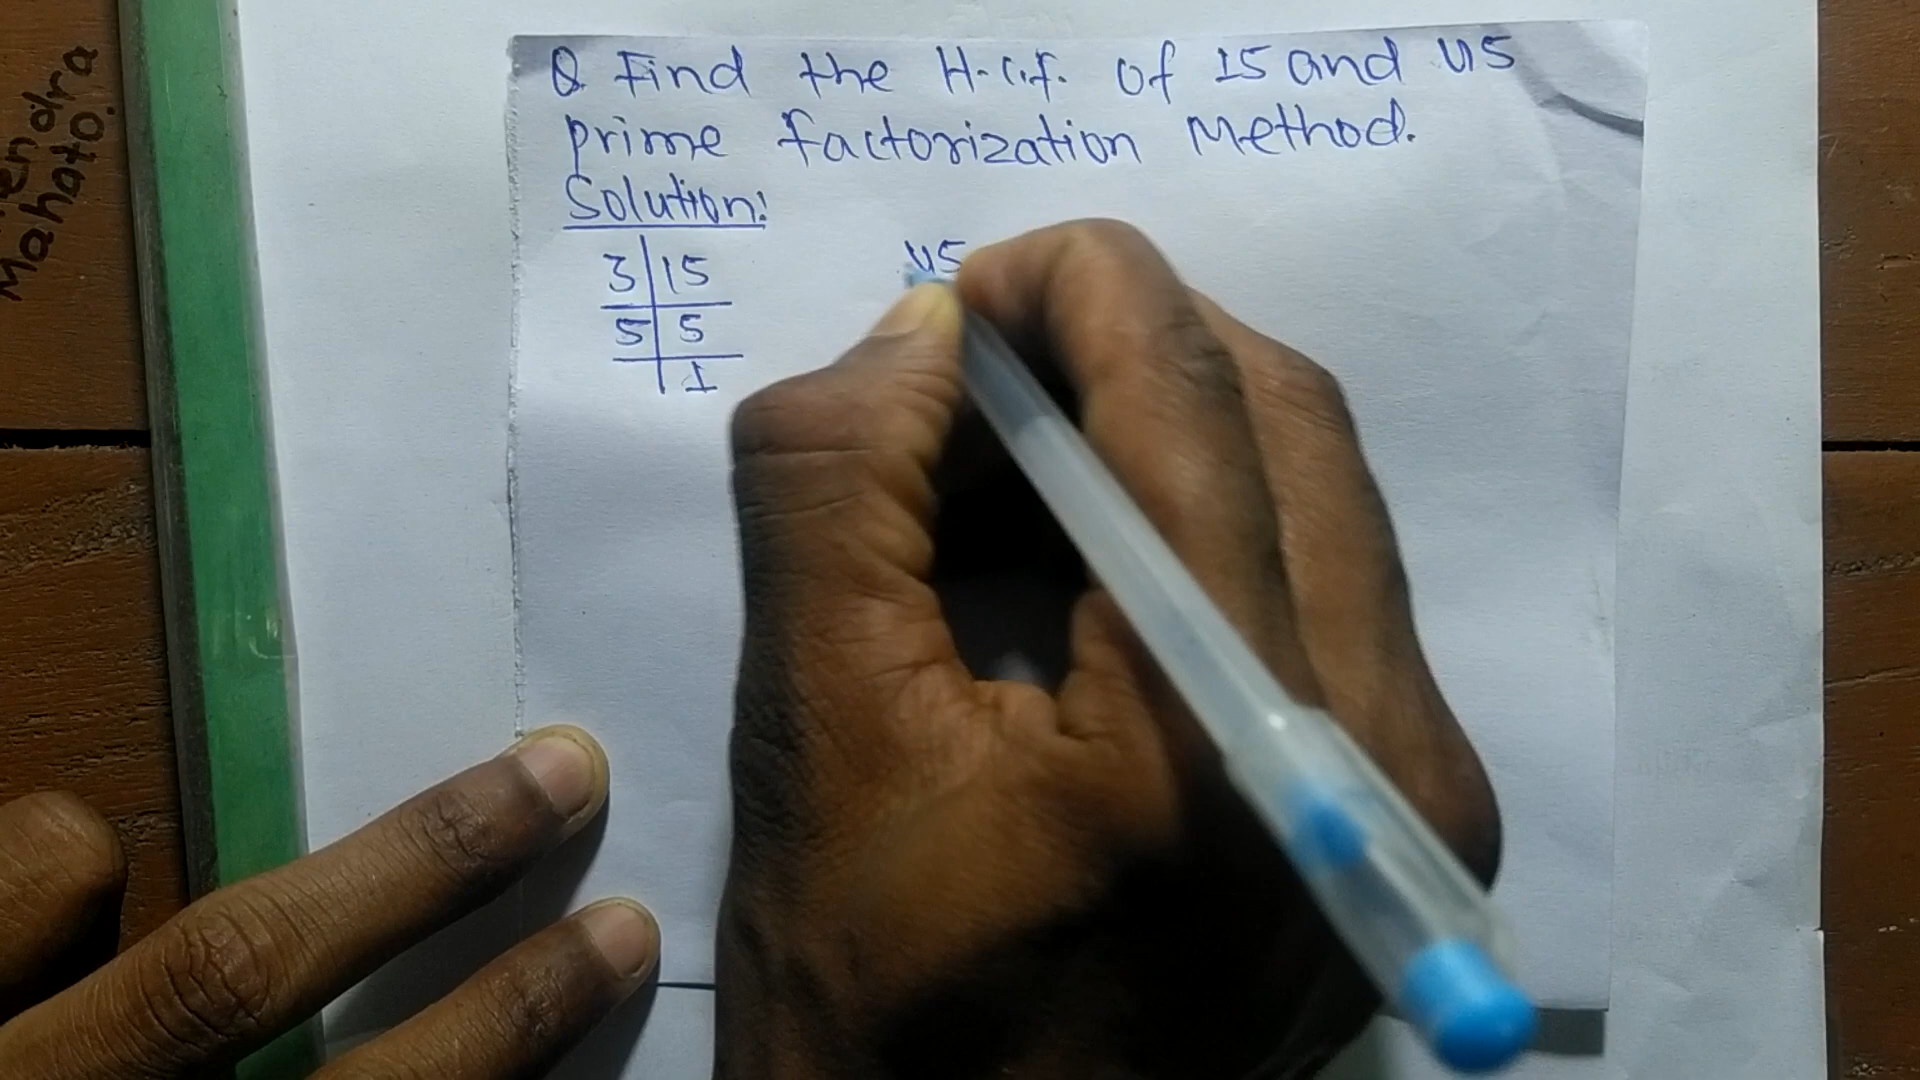 Q Find the H.C.F. of 15 and 45
prime factorization Method.
Solution:
3 | 15
5 | 5
1
45
Mahato.